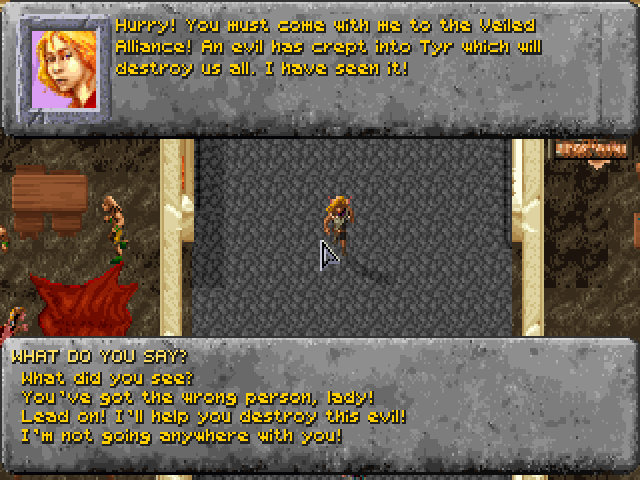 Hurry! You must come with me to the Veiled
Alliance! An evil has crept into Tyr which will
destroy us all. I have seen it!
WHAT DO YOU SAY?
What did you see?
You've got the wrong person, lady!
Lead on! I'll help you destroy this evil!
I'm not going anywhere with you!